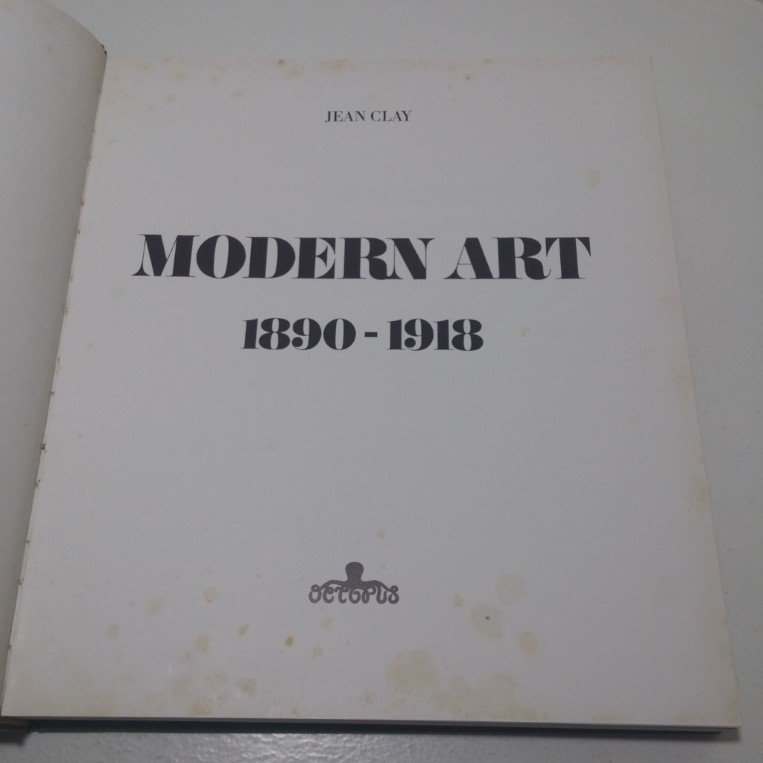 JEAN CLAY
MODERN ART
1890 - 1918
OCTOPUS